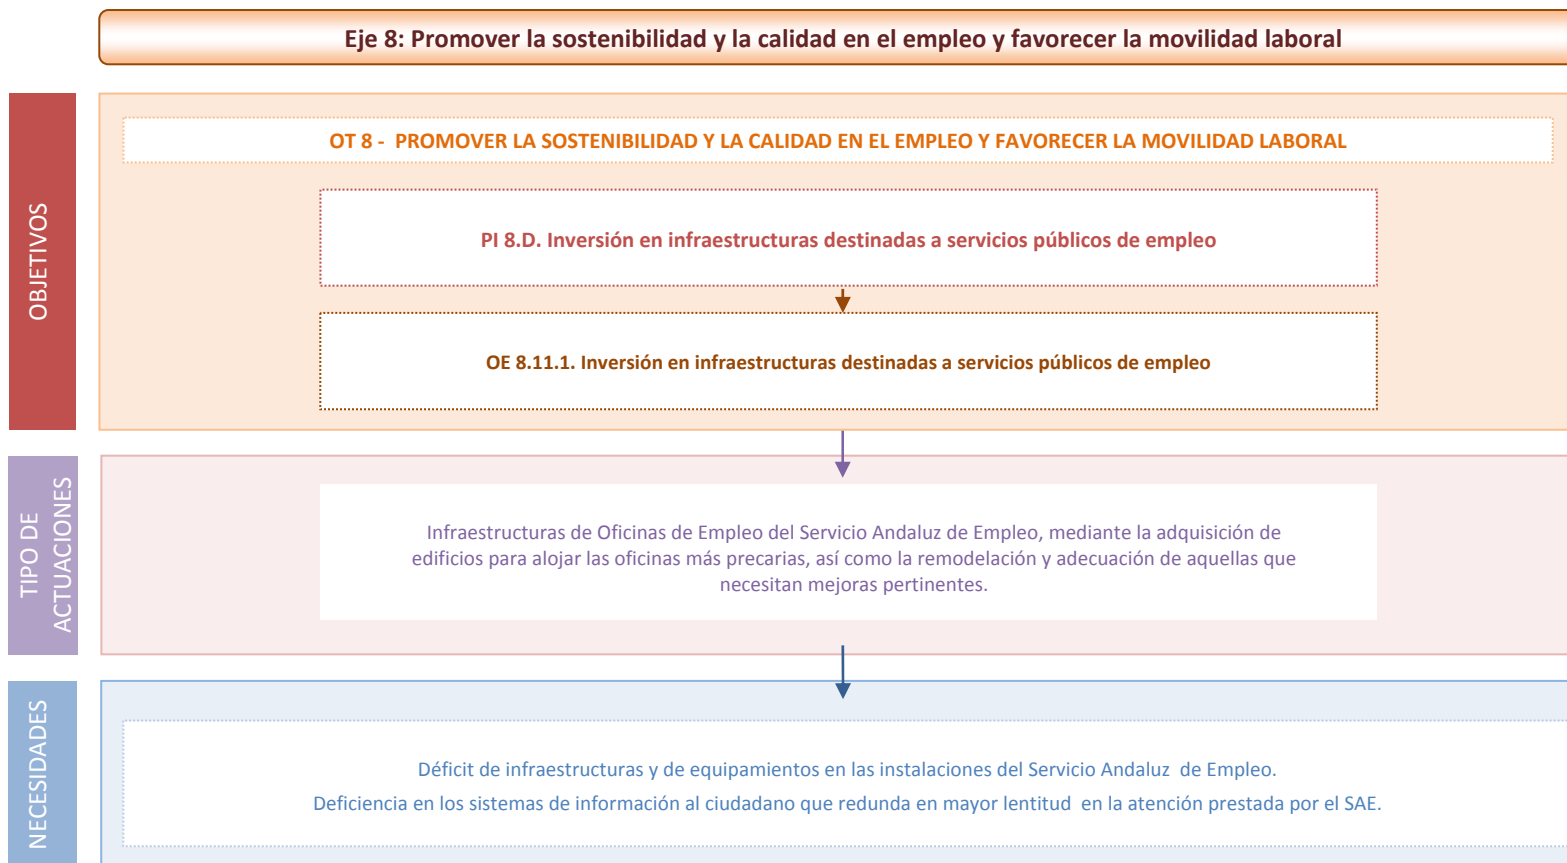 Eje 8: Promover la sostenibilidad y la calidad en el empleo y favorecer la movilidad laboral
OBJETIVOS
OT 8 - PROMOVER LA SOSTENIBILIDAD Y LA CALIDAD EN EL EMPLEO Y FAVORECER LA MOVILIDAD LABORAL
PI 8.D. Inversión en infraestructuras destinadas a servicios públicos de empleo
OE 8.11.1. Inversión en infraestructuras destinadas a servicios públicos de empleo
TIPO DE
ACTUACIONES
Infraestructuras de Oficinas de Empleo del Servicio Andaluz de Empleo, mediante la adquisición de
edificios para alojar las oficinas más precarias, así como la remodelación y adecuación de aquellas que
necesitan mejoras pertinentes.
NECESIDADES
Déficit de infraestructuras y de equipamientos en las instalaciones del Servicio Andaluz de Empleo.
Deficiencia en los sistemas de información al ciudadano que redunda en mayor lentitud en la atención prestada por el SAE.